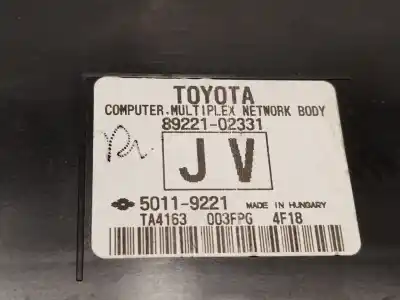 TOYOTA
COMPUTER.MULTIPLEX NETWORK BODY
89221-02331
JV
5011-9221 MADE IN HUNGARY
TA4163 003FPG 4F18